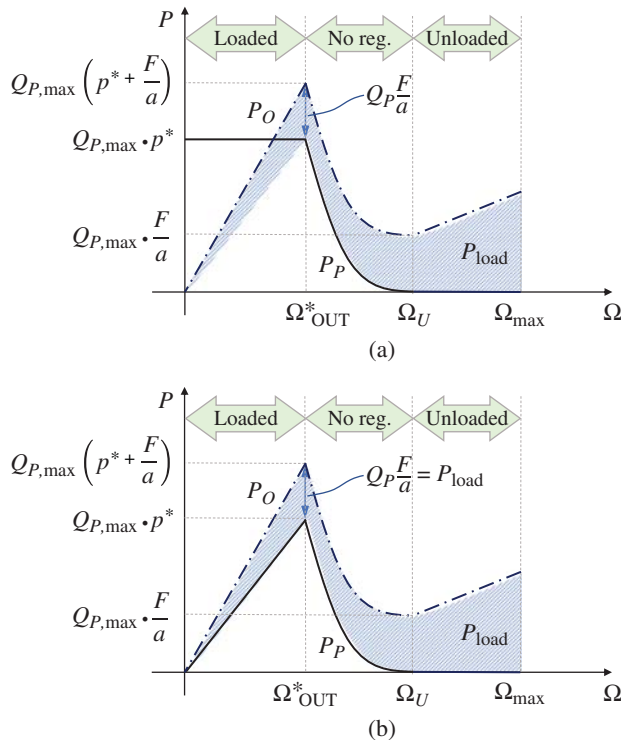 P
Loaded
No reg.
Unloaded
Q_{P,max} (p* + F/a)
P_O
Q_P F/a
Q_{P,max} • p*
Q_{P,max} • F/a
P_P
P_load
Ω*_OUT
Ω_U
Ω_max
Ω
(a)
P
Loaded
No reg.
Unloaded
Q_{P,max} (p* + F/a)
P_O
Q_P F/a = P_load
Q_{P,max} • p*
Q_{P,max} • F/a
P_P
P_load
Ω*_OUT
Ω_U
Ω_max
Ω
(b)